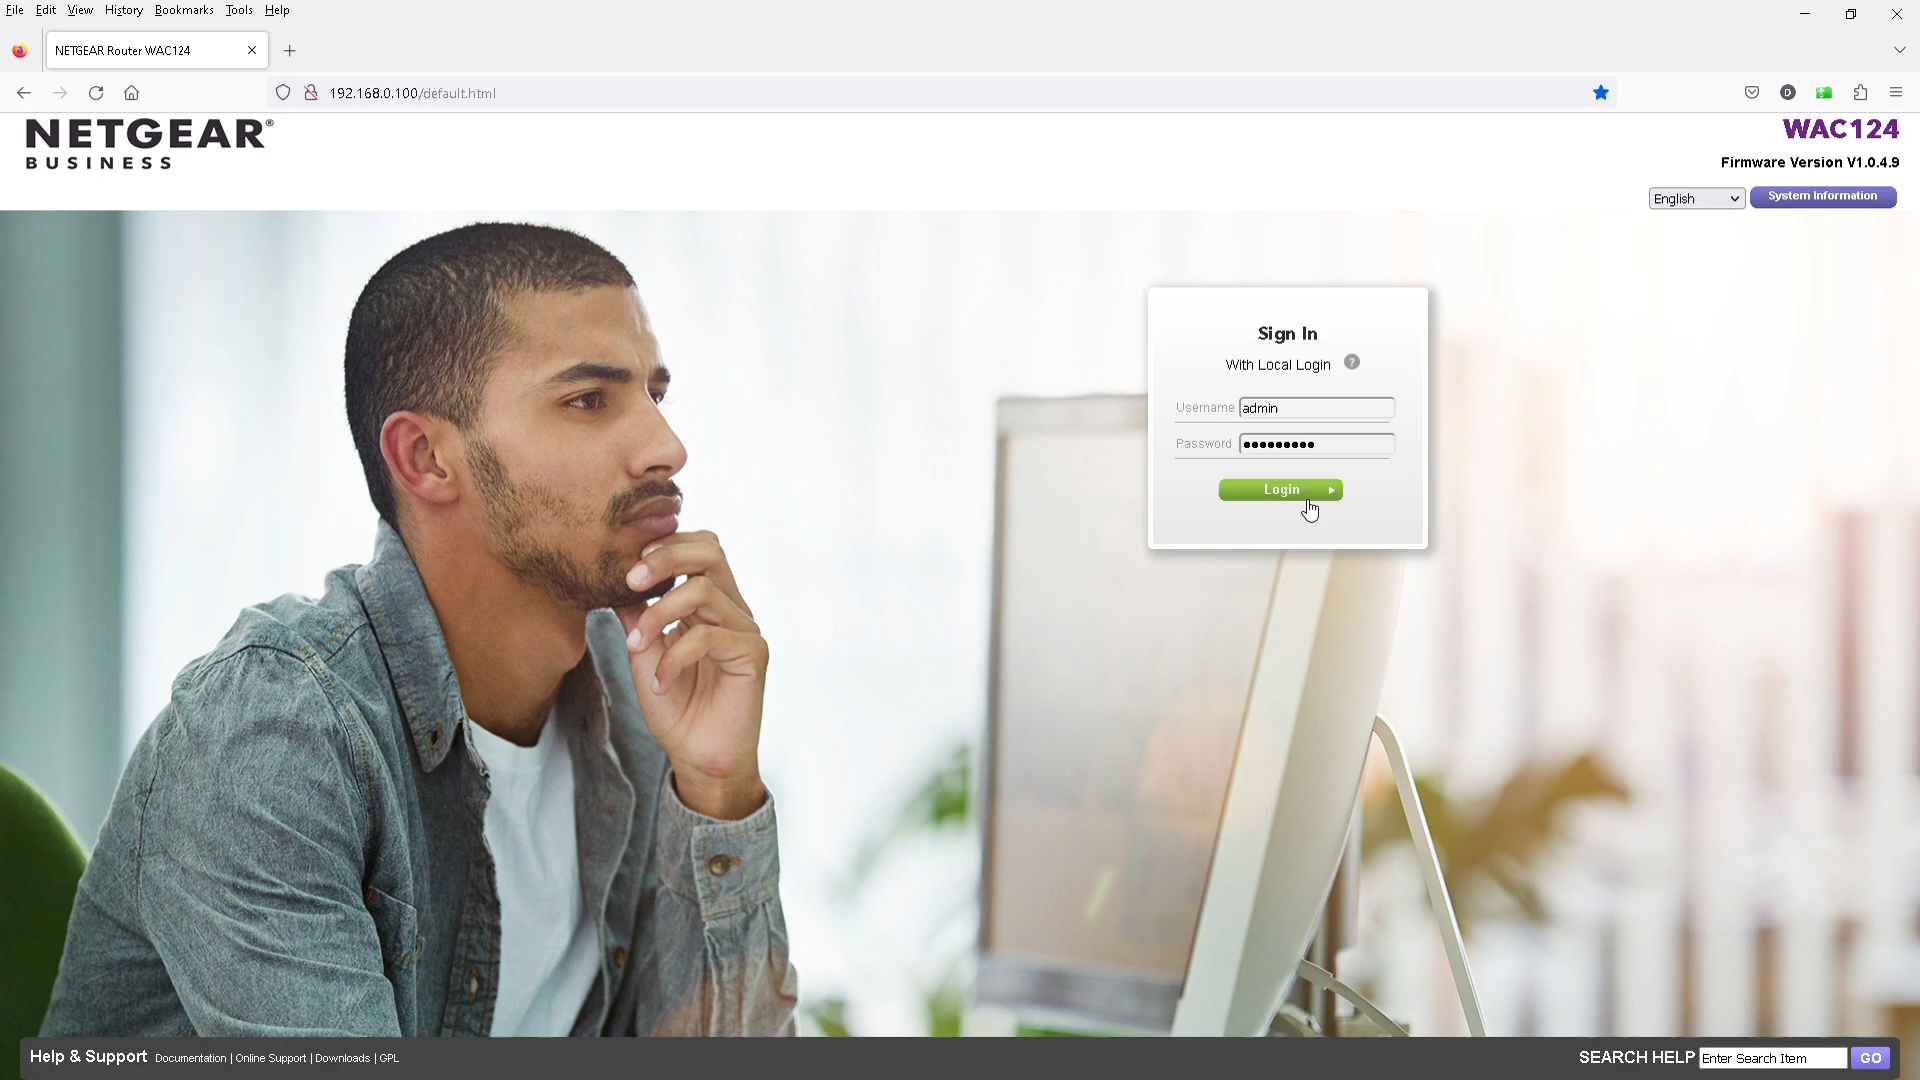 File Edit View History Bookmarks Tools Help
NETGEAR Router WAC124
192.168.0.100/default.html
NETGEAR®
BUSINESS
WAC124
Firmware Version V1.0.4.9
English System Information
Sign In
With Local Login ?
Username admin
Password •••••••••
Login
Help & Support Documentation | Online Support | Downloads | GPL
SEARCH HELP Enter Search Item GO